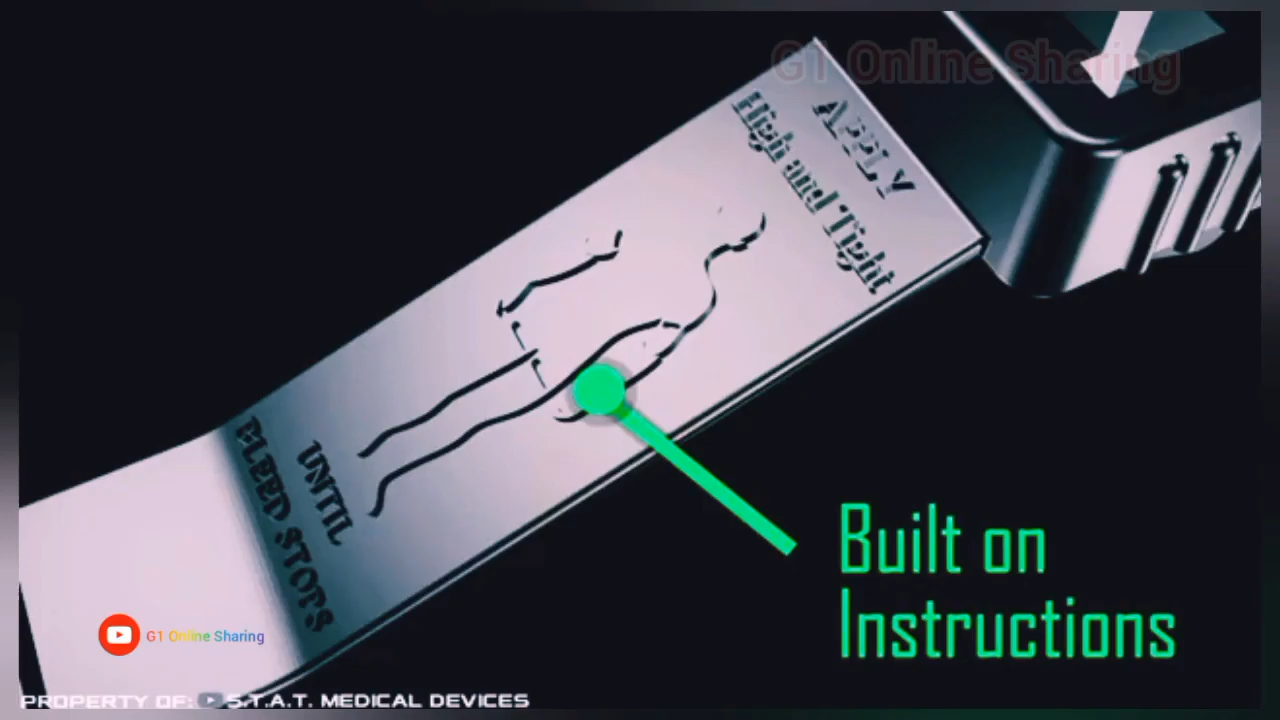 G1 Online Sharing
APPLY
High and Tight
UNTIL
BLEED STOPS
Built on
Instructions
G1 Online Sharing
PROPERTY OF: S.T.A.T. MEDICAL DEVICES